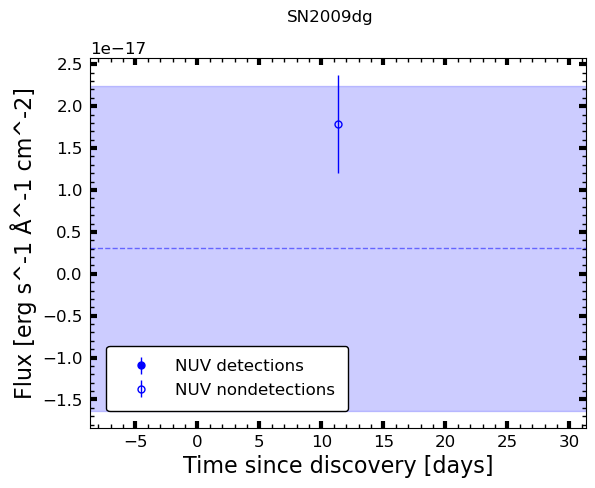 SN2009dg
1e−17
2.5
2.0
1.5
1.0
0.5
0.0
−0.5
−1.0
−1.5
Flux [erg s^-1 Å^-1 cm^-2]
NUV detections
NUV nondetections
−5 0 5 10 15 20 25 30
Time since discovery [days]